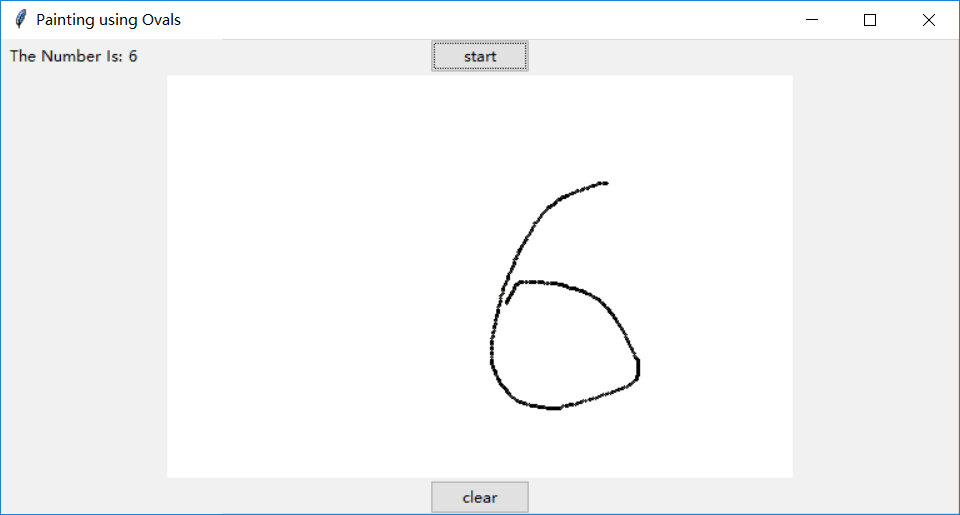 Painting using Ovals
The Number Is: 6
start
6
clear